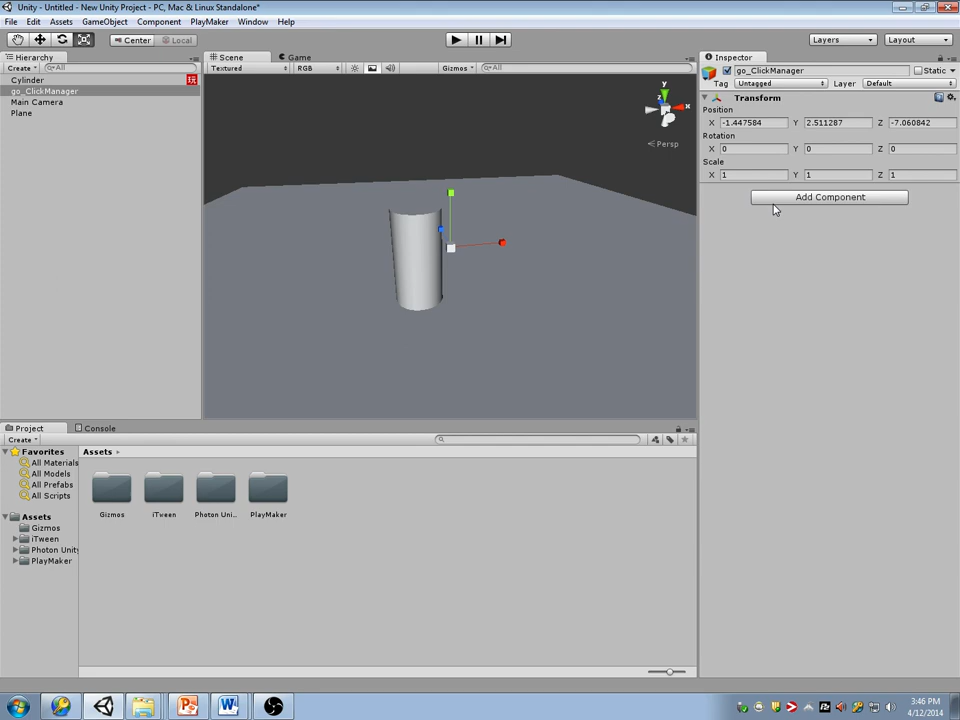 Unity - Untitled - New Unity Project - PC, Mac & Linux Standalone*
File Edit Assets GameObject Component PlayMaker Window Help
Center Local Layers Layout
Hierarchy
Create All
Cylinder 玩
go_ClickManager
Main Camera
Plane
Scene Game
Textured RGB Gizmos All
y
x
z
Persp
Inspector
go_ClickManager Static
Tag Untagged Layer Default
Transform
Position
X -1.447584 Y 2.511287 Z -7.060842
Rotation
X 0 Y 0 Z 0
Scale
X 1 Y 1 Z 1
Add Component
Project Console
Create
Favorites
All Materials
All Models
All Prefabs
All Scripts
Assets
Gizmos
iTween
Photon Unity
PlayMaker
Assets
Gizmos iTween Photon Uni... PlayMaker
3:46 PM
4/12/2014